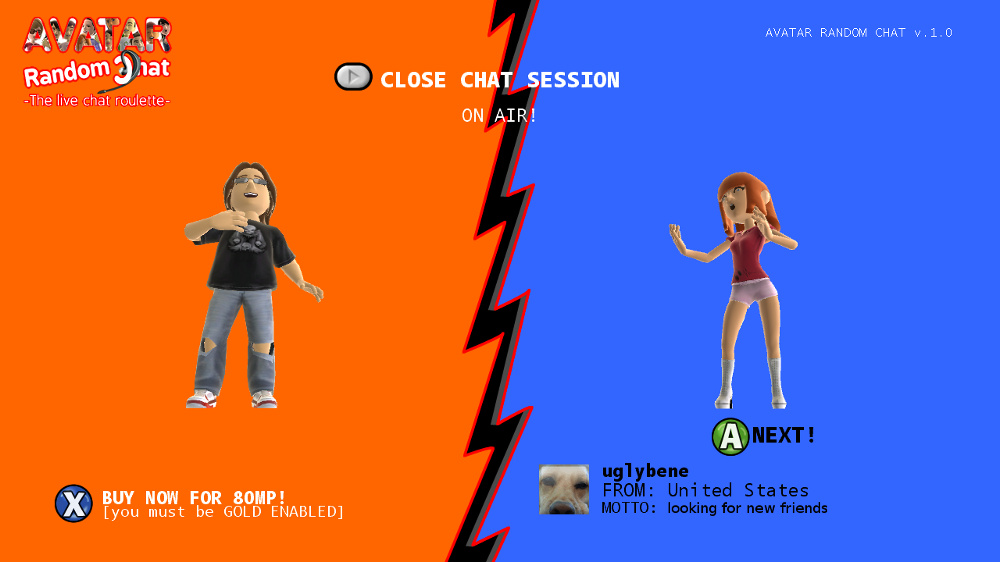 AVATAR
Random Chat
-The live chat roulette-
AVATAR RANDOM CHAT v.1.0
CLOSE CHAT SESSION
ON AIR!
A NEXT!
uglybene
FROM: United States
MOTTO: looking for new friends
X BUY NOW FOR 80MP!
[you must be GOLD ENABLED]